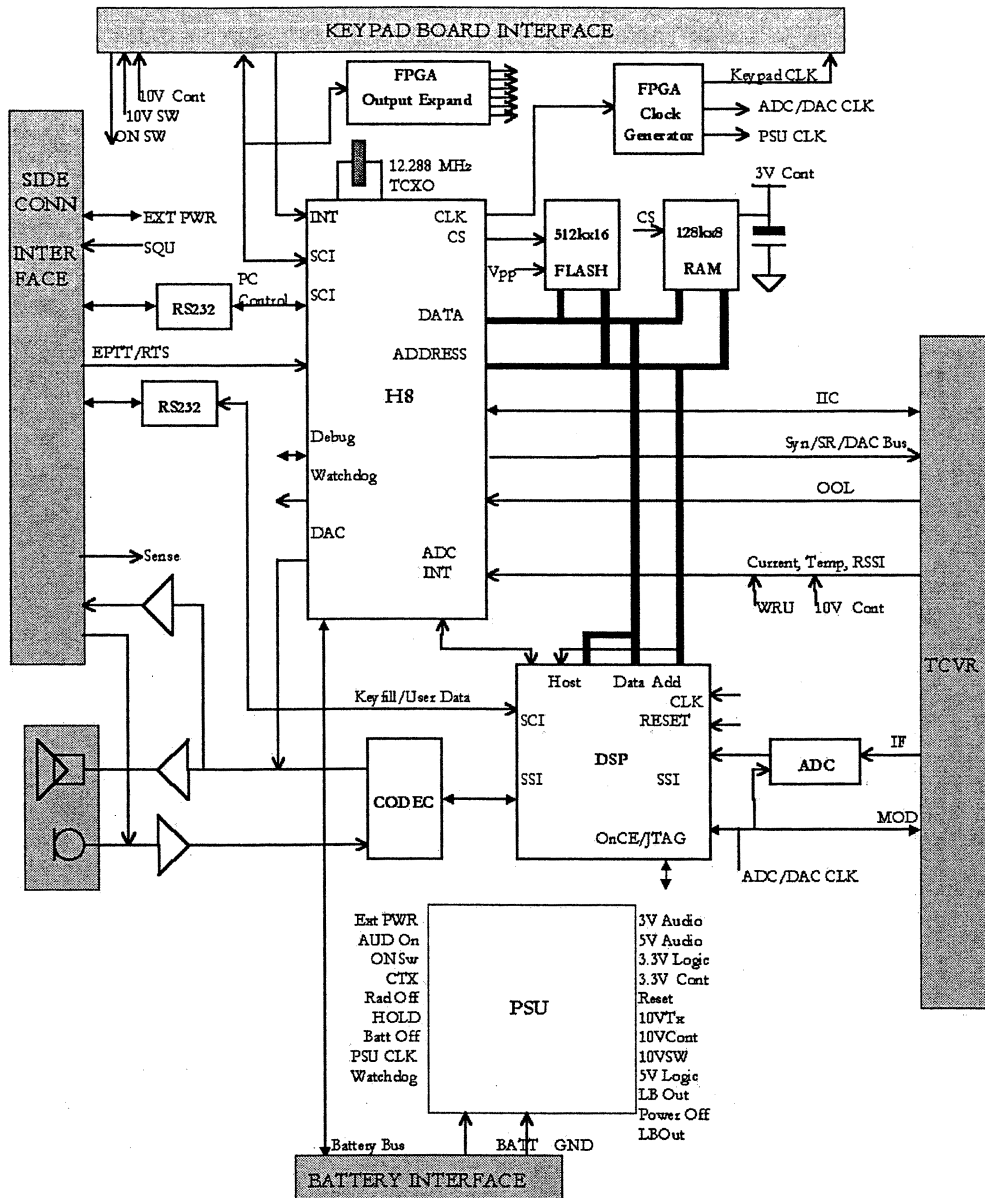 KEYPAD BOARD INTERFACE
10V Cont
10V SW
ON SW
FPGA
Output Expand
FPGA
Clock
Generator
Keypad CLK
ADC/DAC CLK
PSU CLK
SIDE
CONN
INTER
FACE
EXT PWR
SQU
12.288 MHz
TCXO
3V Cont
INT
SCI
SCI
CLK
CS
512kx16
FLASH
Vpp
CS
128kx8
RAM
PC
Control
RS232
DATA
ADDRESS
EPTT/RTS
H8
RS232
IIC
Debug
Syn/SR/DAC Bus
Watchdog
OOL
DAC
Sense
ADC
INT
Current, Temp, RSSI
WRU
10V Cont
TCVR
Host
Data Add
CLK
Keyfill/User Data
SCI
RESET
DSP
SSI
SSI
ADC
IF
CODEC
MOD
OnCE/JTAG
ADC/DAC CLK
Ext PWR
AUD On
ONSw
CTX
Rad Off
HOLD
Batt Off
PSU CLK
Watchdog
PSU
3V Audio
5V Audio
3.3V Logic
3.3V Cont
Reset
10VTx
10VCont
10VSW
5V Logic
LB Out
Power Off
LBOut
Battery Bus
BATT
GND
BATTERY INTERFACE